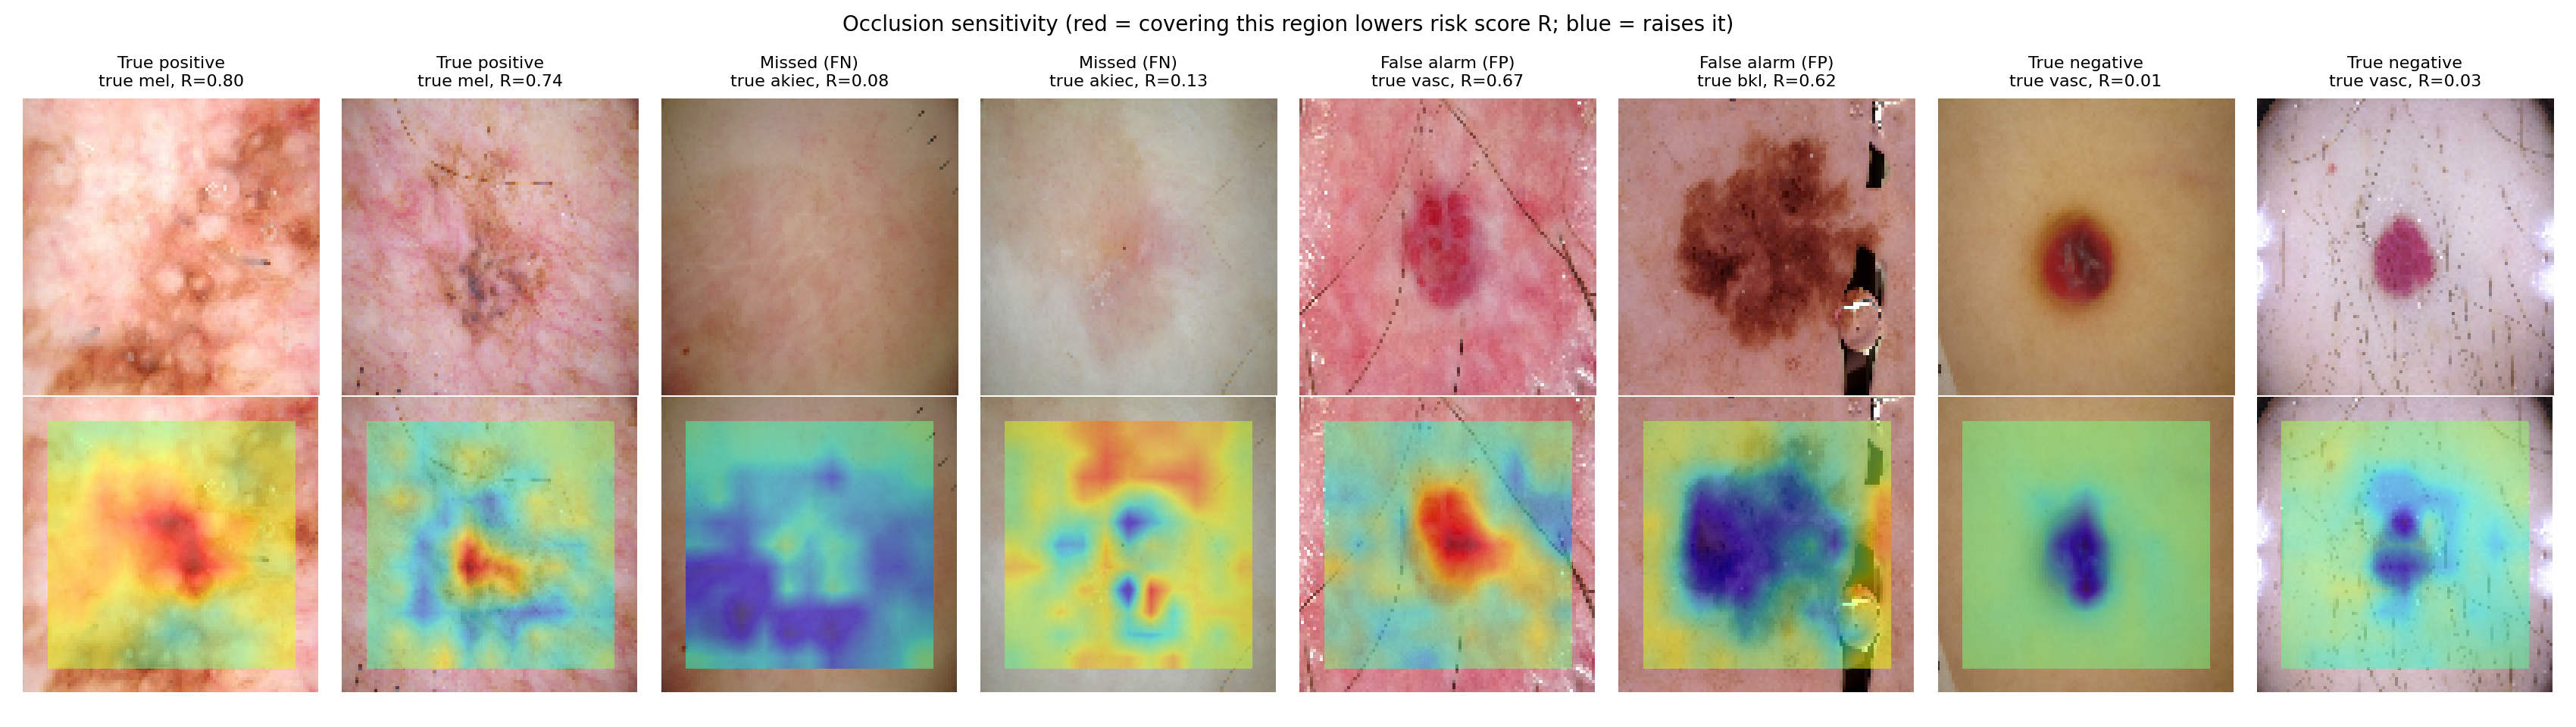 Occlusion sensitivity (red = covering this region lowers risk score R; blue = raises it)
True positive
true mel, R=0.80
True positive
true mel, R=0.74
Missed (FN)
true akiec, R=0.08
Missed (FN)
true akiec, R=0.13
False alarm (FP)
true vasc, R=0.67
False alarm (FP)
true bkl, R=0.62
True negative
true vasc, R=0.01
True negative
true vasc, R=0.03